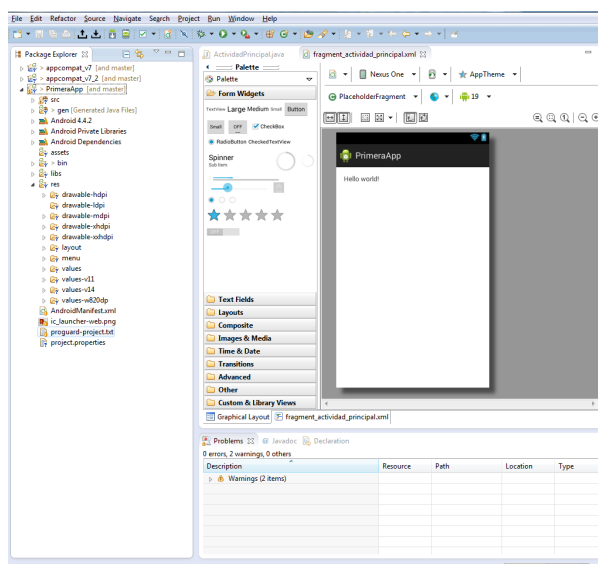 File Edit Refactor Source Navigate Search Project Run Window Help
Package Explorer
> appcompat_v7 [and master]
> appcompat_v7_2 [and master]
> PrimeraApp [and master]
src
> gen [Generated Java Files]
Android 4.4.2
Android Private Libraries
Android Dependencies
assets
> bin
libs
res
drawable-hdpi
drawable-ldpi
drawable-mdpi
drawable-xhdpi
drawable-xxhdpi
layout
menu
values
values-v11
values-v14
values-w820dp
AndroidManifest.xml
ic_launcher-web.png
proguard-project.txt
project.properties
ActividadPrincipal.java
fragment_actividad_principal.xml
Palette
Palette
Form Widgets
TextView Large Medium Small Button
Small OFF CheckBox
RadioButton CheckedTextView
Spinner
Sub Item
Text Fields
Layouts
Composite
Images & Media
Time & Date
Transitions
Advanced
Other
Custom & Library Views
Nexus One
AppTheme
PlaceholderFragment
19
PrimeraApp
Hello world!
Graphical Layout fragment_actividad_principal.xml
Problems @ Javadoc Declaration
0 errors, 2 warnings, 0 others
Description Resource Path Location Type
Warnings (2 items)